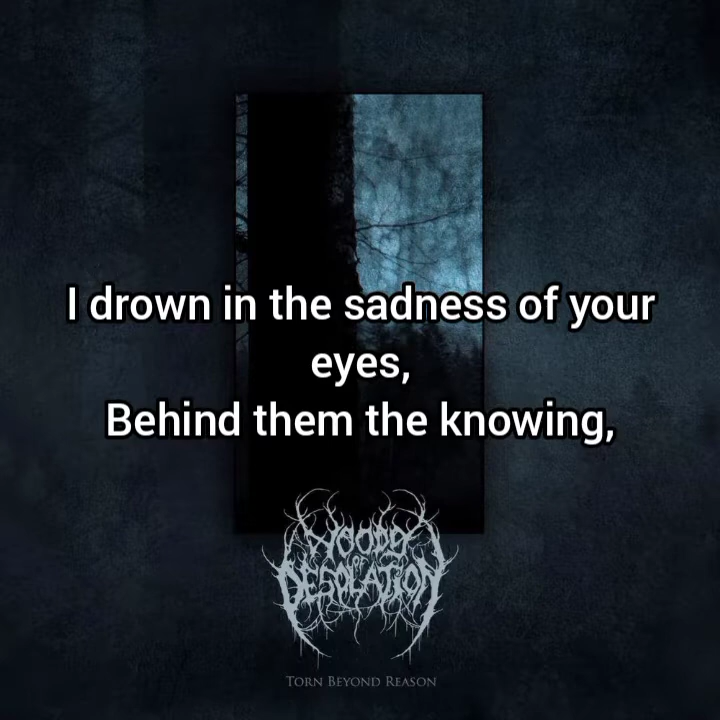 I drown in the sadness of your
eyes,
Behind them the knowing,
WOODS
OF
DESOLATION
TORN BEYOND REASON